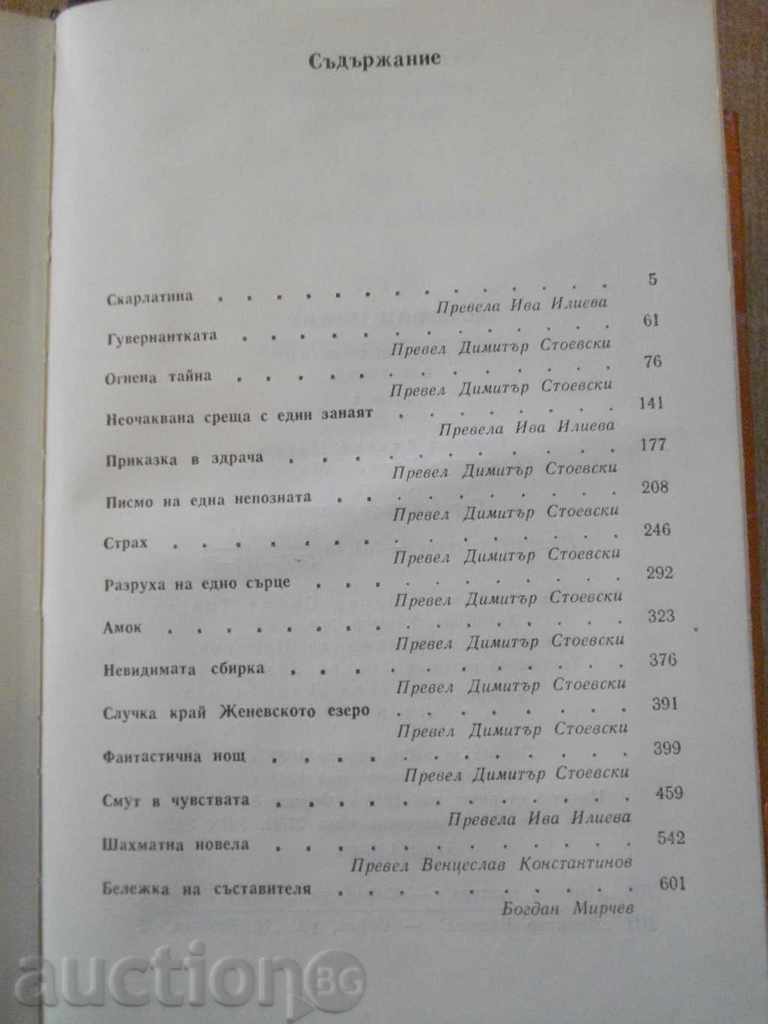 Съдържание
Скарлатина . . . . . . . . . . . . . . 5
Превела Ива Илиева
Гувернантката . . . . . . . . . . . . . 61
Превел Димитър Стоевски
Огнена тайна . . . . . . . . . . . . . 76
Превел Димитър Стоевски
Неочаквана среща с един занаят . . . . . . . . 141
Превела Ива Илиева
Приказка в здрача . . . . . . . . . . . 177
Превел Димитър Стоевски
Писмо на една непозната . . . . . . . . . . 208
Превел Димитър Стоевски
Страх . . . . . . . . . . . . . . . 246
Превел Димитър Стоевски
Разруха на едно сърце . . . . . . . . . . . 292
Превел Димитър Стоевски
Амок . . . . . . . . . . . . . . . . 323
Превел Димитър Стоевски
Невидимата сбирка . . . . . . . . . . . 376
Превел Димитър Стоевски
Случка край Женевското езеро . . . . . . . . 391
Превел Димитър Стоевски
Фантастична нощ . . . . . . . . . . . . 399
Превел Димитър Стоевски
Смут в чувствата . . . . . . . . . . . . 459
Превела Ива Илиева
Шахматна новела . . . . . . . . . . . . 542
Превел Венцеслав Константинов
Бележка на съставителя . . . . . . . . . . 601
Богдан Мирчев
auctionBG